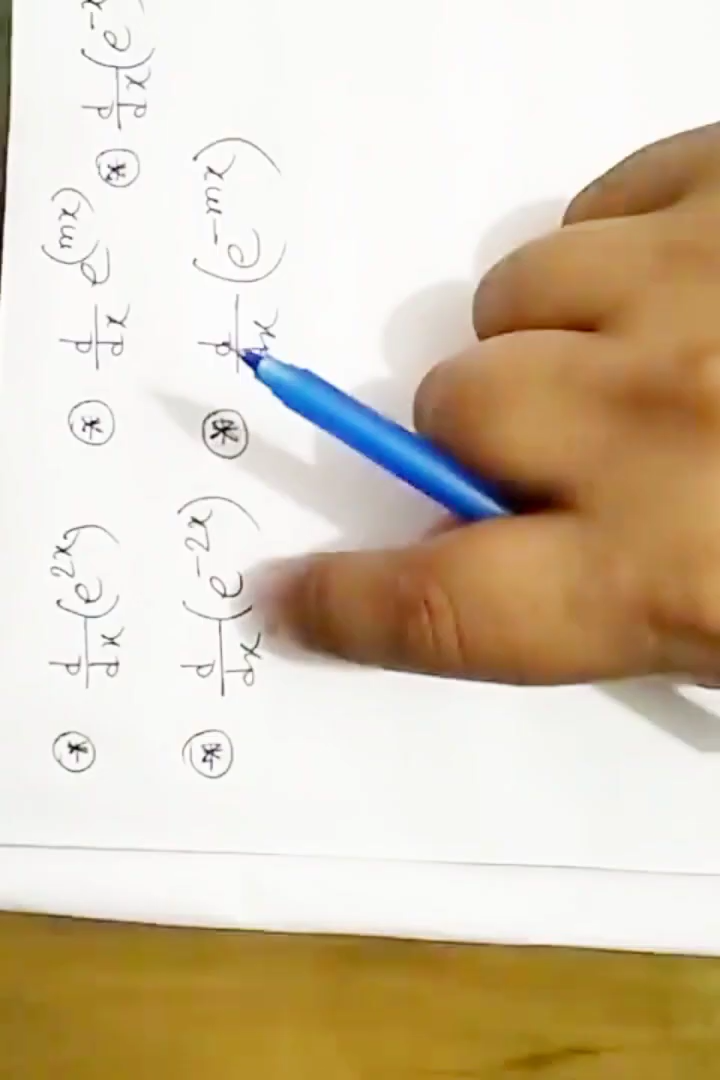 ⊛ d/dx (e^{2x}) ⊛ d/dx e^{(mx)} ⊛ d/dx (e^{-x
⊛ d/dx (e^{-2x}) ⊛ d/dx (e^{-mx})